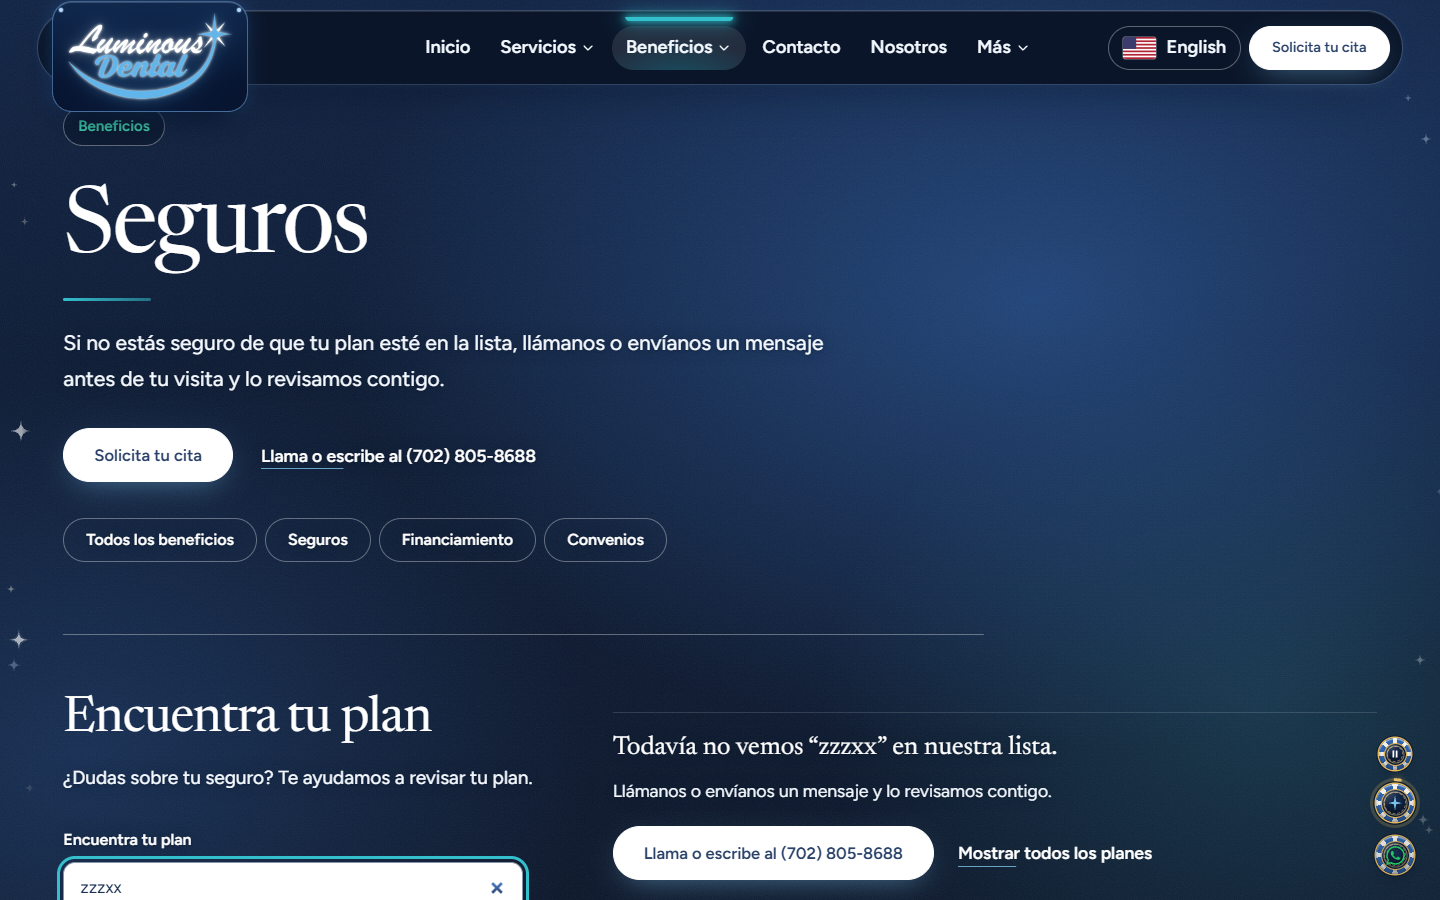 Luminous
Dental
Inicio
Servicios
Beneficios
Contacto
Nosotros
Más
English
Solicita tu cita
Beneficios
Seguros
Si no estás seguro de que tu plan esté en la lista, llámanos o envíanos un mensaje
antes de tu visita y lo revisamos contigo.
Solicita tu cita
Llama o escribe al (702) 805-8688
Todos los beneficios
Seguros
Financiamiento
Convenios
Encuentra tu plan
¿Dudas sobre tu seguro? Te ayudamos a revisar tu plan.
Encuentra tu plan
zzzxx
Todavía no vemos “zzzxx” en nuestra lista.
Llámanos o envíanos un mensaje y lo revisamos contigo.
Llama o escribe al (702) 805-8688
Mostrar todos los planes